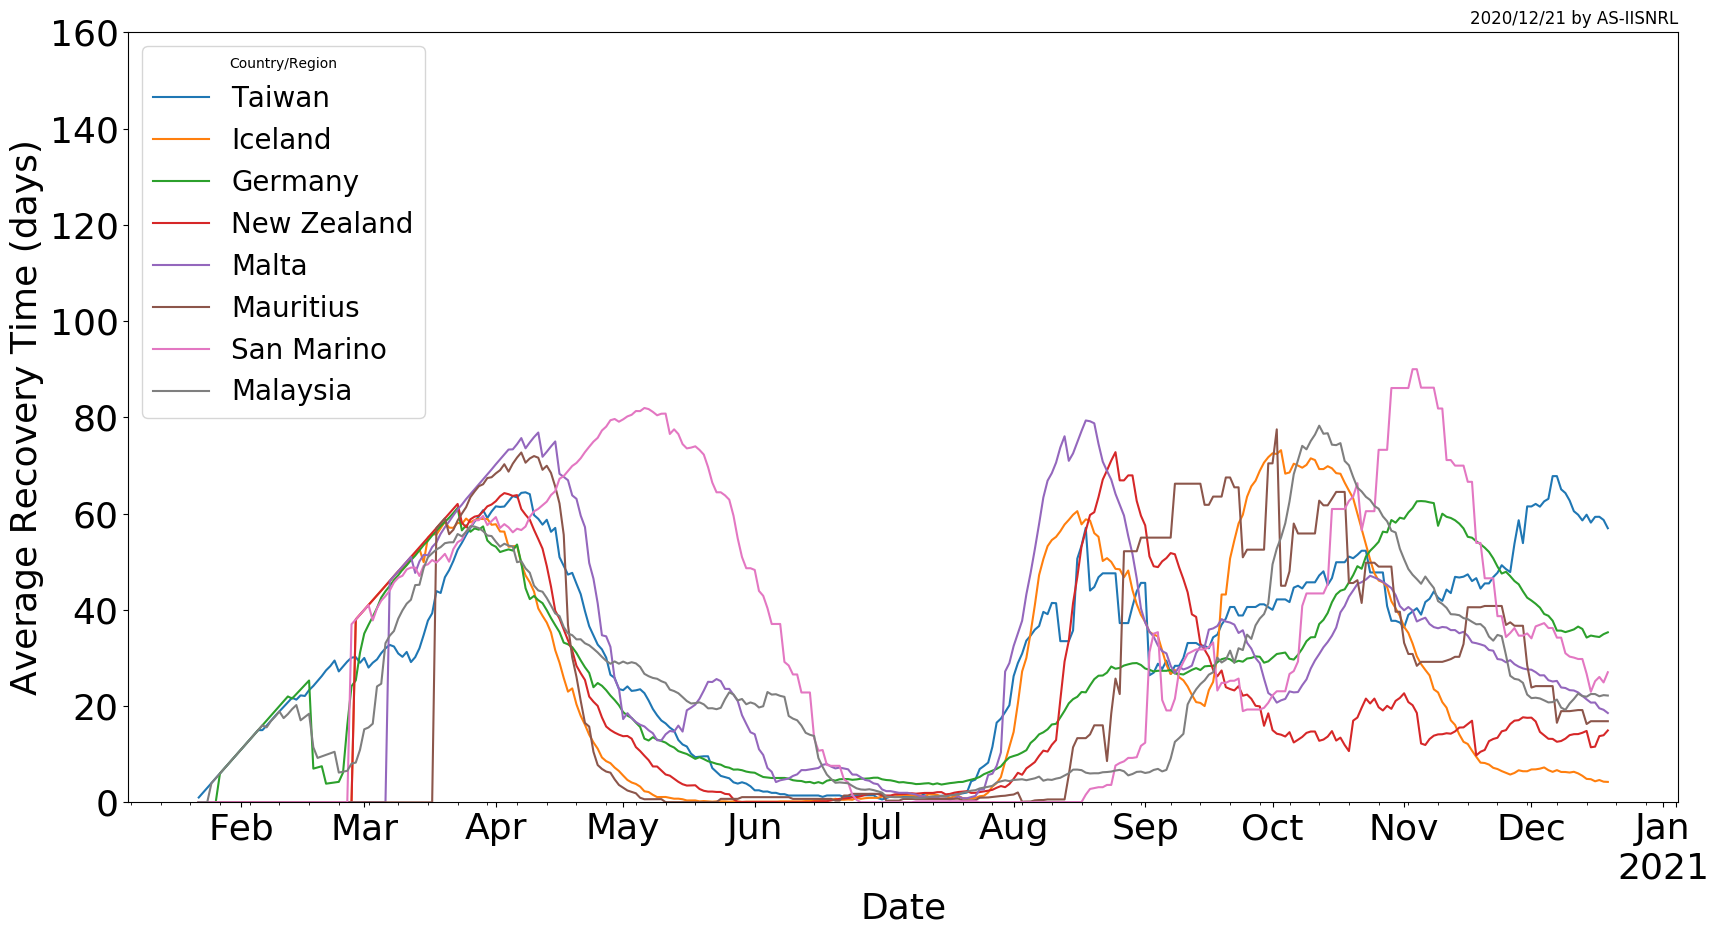 2020/12/21 by AS-IISNRL
160
140
120
100
80
60
40
20
0
Average Recovery Time (days)
Country/Region
Taiwan
Iceland
Germany
New Zealand
Malta
Mauritius
San Marino
Malaysia
Feb Mar Apr May Jun Jul Aug Sep Oct Nov Dec Jan
2021
Date